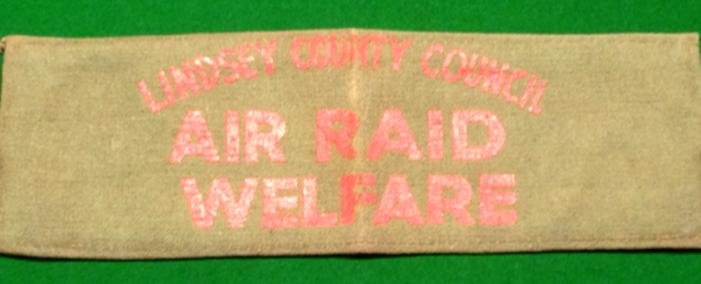 LINDSEY COUNTY COUNCIL
AIR RAID
WELFARE